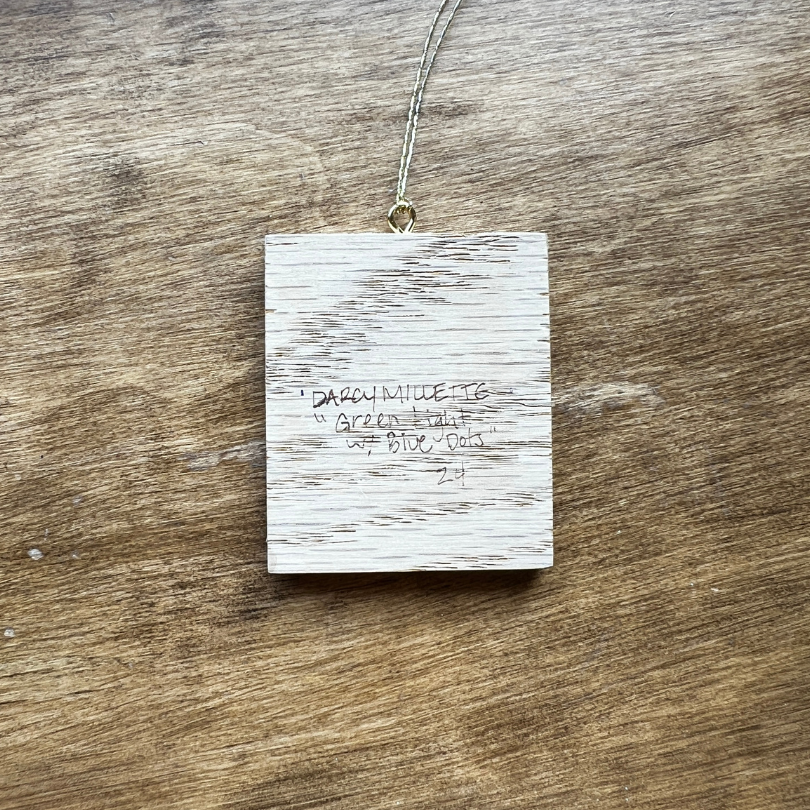 DARCY MILLETTE
"Green Light
w/ Blue Dots"
24